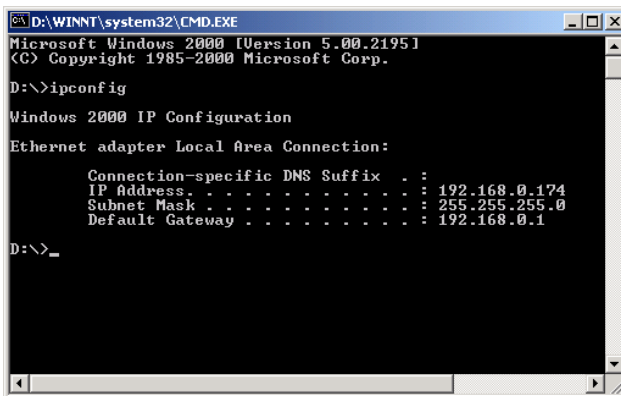 D:\WINNT\system32\CMD.EXE
Microsoft Windows 2000 [Version 5.00.2195]
(C) Copyright 1985-2000 Microsoft Corp.
D:\>ipconfig
Windows 2000 IP Configuration
Ethernet adapter Local Area Connection:
Connection-specific DNS Suffix  . :
IP Address. . . . . . . . . . . . : 192.168.0.174
Subnet Mask . . . . . . . . . . . : 255.255.255.0
Default Gateway . . . . . . . . . : 192.168.0.1
D:\>_